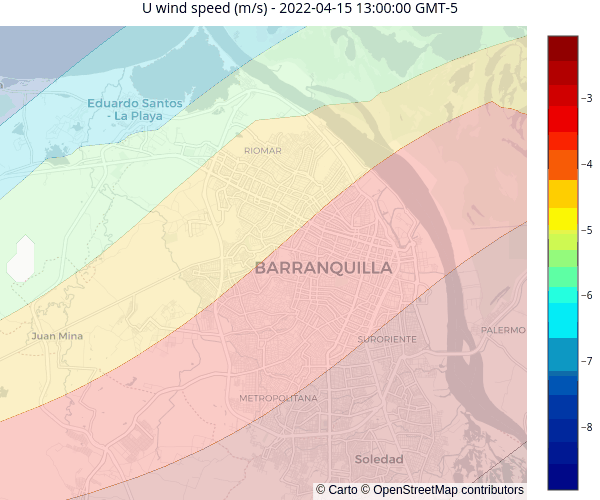 U wind speed (m/s) - 2022-04-15 13:00:00 GMT-5
Eduardo Santos
- La Playa
RIOMAR
BARRANQUILLA
Juan Mina
SURORIENTE
PALERMO
METROPOLITANA
Soledad
−3
−4
−5
−6
−7
−8
© Carto © OpenStreetMap contributors